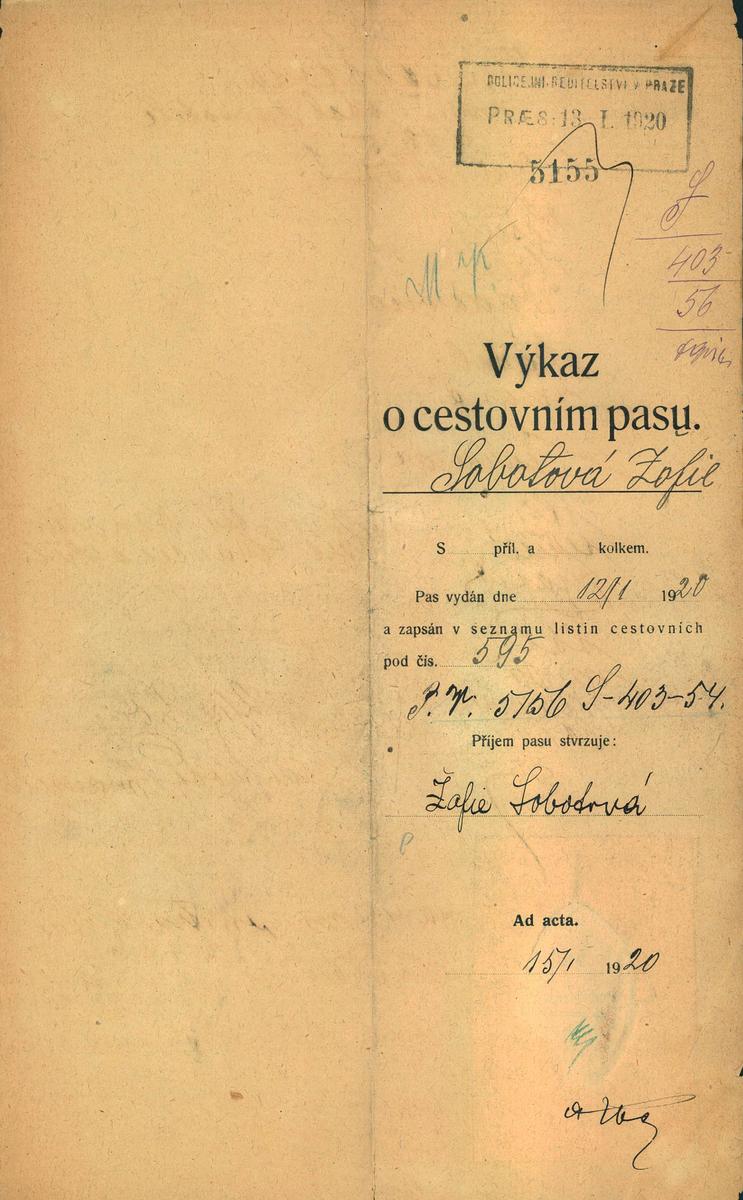 POLICEJNÍ ŘEDITELSTVÍ V PRAZE
PRÆS: 13. I. 1920
5155
S
403
56
Výkaz
o cestovním pasu.
Sobotová Žofie
S příl. a kolkem.
Pas vydán dne 12/1 1920
a zapsán v seznamu listin cestovních
pod čís. 595
P. N. 5156 S-403-54.
Příjem pasu stvrzuje:
Žofie Sobotová
Ad acta.
15/1 1920